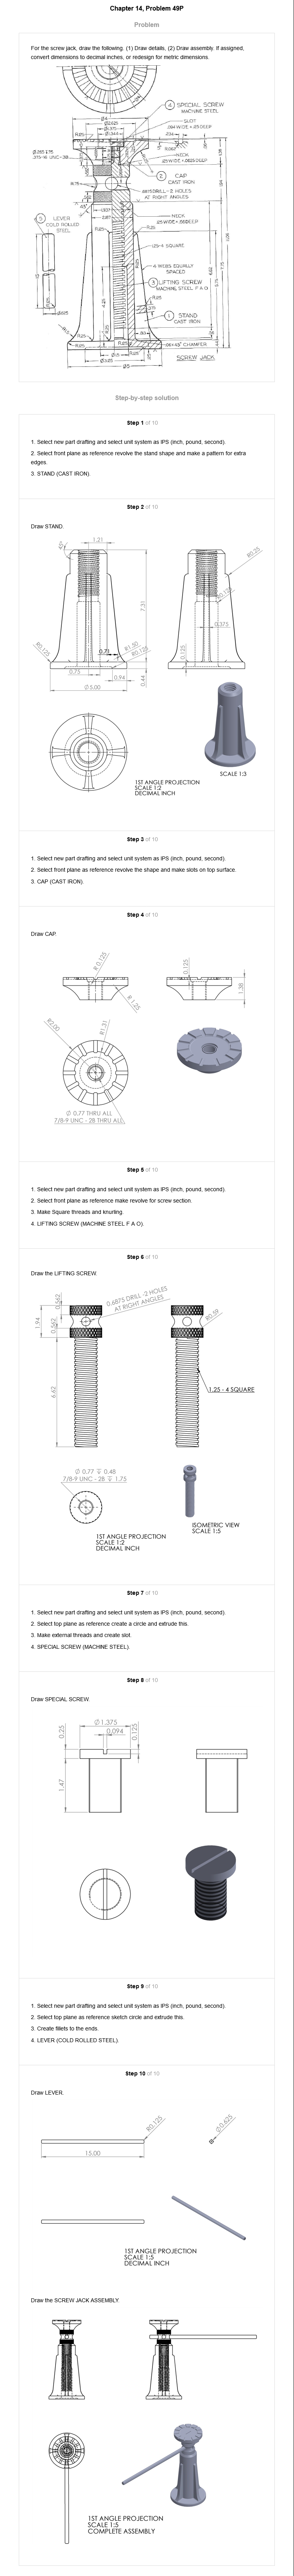 Chapter 14, Problem 49P
Problem
For the screw jack, draw the following. (1) Draw details, (2) Draw assembly. If assigned,
convert dimensions to decimal inches, or redesign for metric dimensions.
4 SPECIAL SCREW
MACHINE STEEL
SLOT
.094 WIDE × .125 DEEP
2 CAP
CAST IRON
.6875 DRILL-2 HOLES
AT RIGHT ANGLES
5 LEVER
COLD ROLLED
STEEL
NECK
1.25-4 SQUARE
4 WEBS EQUALLY
SPACED
3 LIFTING SCREW
MACHINE STEEL F A O
1 STAND
CAST IRON
.06×45° CHAMFER
SCREW JACK
Step-by-step solution
Step 1 of 10
1. Select new part drafting and select unit system as IPS (inch, pound, second).
2. Select front plane as reference revolve the stand shape and make a pattern for extra
edges.
3. STAND (CAST IRON).
Step 2 of 10
Draw STAND.
1.21
45°
7.31
R0.25
R0.125
0.375
R0.125
0.71
R1.50
R0.125
0.75
0.94
0.44
0.125
Ø5.00
SCALE 1:3
1ST ANGLE PROJECTION
SCALE 1:2
DECIMAL INCH
Step 3 of 10
1. Select new part drafting and select unit system as IPS (inch, pound, second).
2. Select front plane as reference revolve the shape and make slots on top surface.
3. CAP (CAST IRON).
Step 4 of 10
Draw CAP.
R 0.125
0.125
1.38
R 1.25
R2.00
R1.31
Ø 0.77 THRU ALL
7/8-9 UNC - 2B THRU ALL
Step 5 of 10
1. Select new part drafting and select unit system as IPS (inch, pound, second).
2. Select front plane as reference make revolve for screw section.
3. Make Square threads and knurling.
4. LIFTING SCREW (MACHINE STEEL F A O).
Step 6 of 10
Draw the LIFTING SCREW.
0.6875 DRILL /2 HOLES
AT RIGHT ANGLES
0.562
.94
0.562
R0.59
6.62
1.25 - 4 SQUARE
Ø 0.77 ↧ 0.48
7/8-9 UNC - 2B ↧ 1.75
ISOMETRIC VIEW
SCALE 1:5
1ST ANGLE PROJECTION
SCALE 1:2
DECIMAL INCH
Step 7 of 10
1. Select new part drafting and select unit system as IPS (inch, pound, second).
2. Select top plane as reference create a circle and extrude this.
3. Make external threads and create slot.
4. SPECIAL SCREW (MACHINE STEEL).
Step 8 of 10
Draw SPECIAL SCREW.
Ø1.375
0.094
0.25
0.125
1.47
Step 9 of 10
1. Select new part drafting and select unit system as IPS (inch, pound, second).
2. Select top plane as reference sketch circle and extrude this.
3. Create fillets to the ends.
4. LEVER (COLD ROLLED STEEL).
Step 10 of 10
Draw LEVER.
R0.125
Ø0.625
15.00
1ST ANGLE PROJECTION
SCALE 1:5
DECIMAL INCH
Draw the SCREW JACK ASSEMBLY.
1ST ANGLE PROJECTION
SCALE 1:5
COMPLETE ASSEMBLY